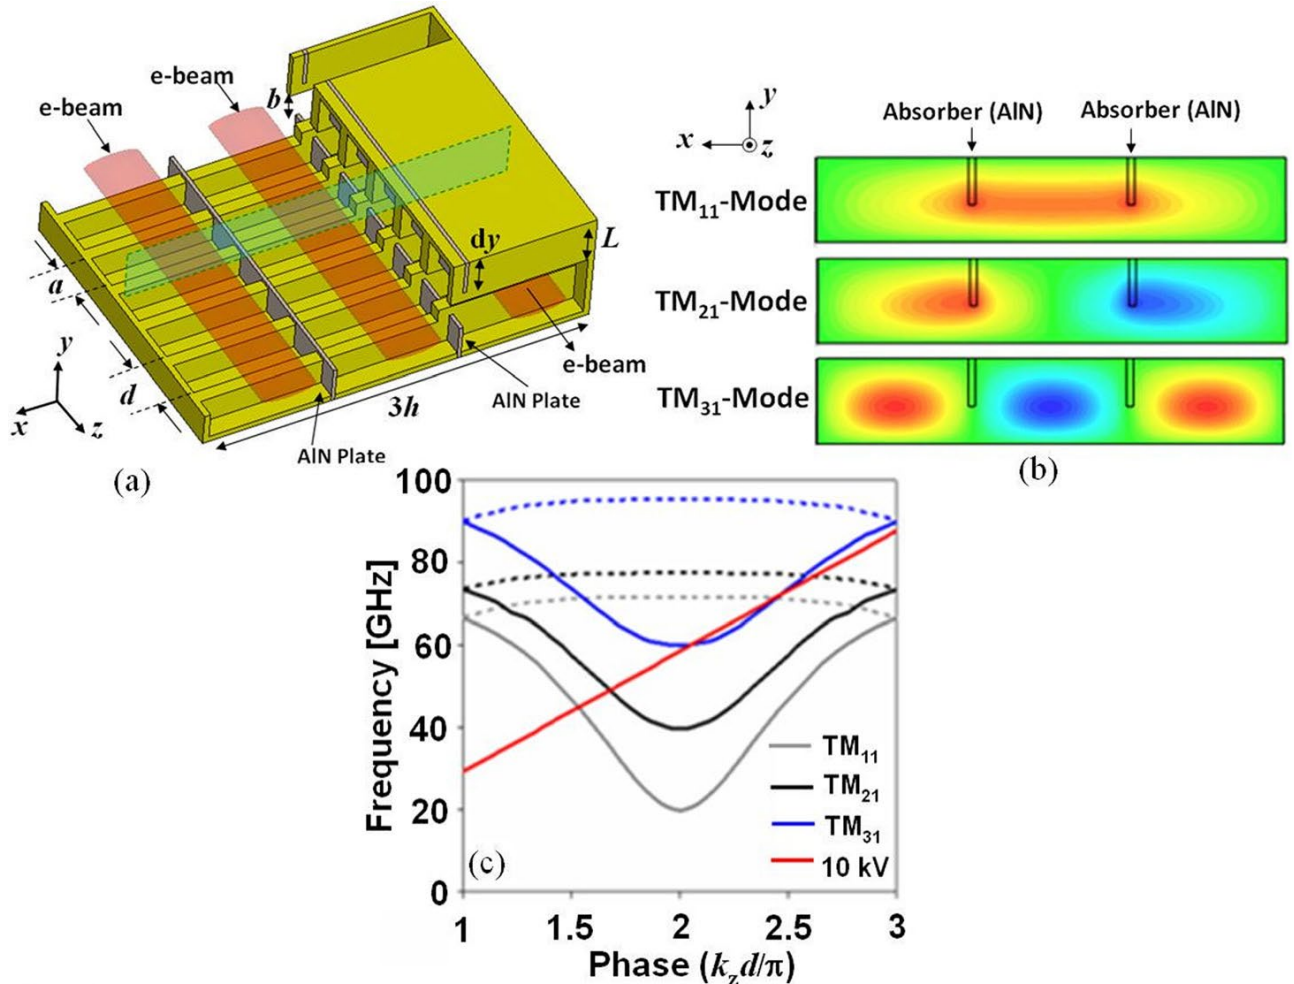 e-beam
e-beam
b
dy
L
a
d
e-beam
3h
AlN Plate
AlN Plate
y
x
z
(a)
y
x
z
Absorber (AlN)
Absorber (AlN)
TM11-Mode
TM21-Mode
TM31-Mode
(b)
100
80
60
40
20
0
Frequency [GHz]
TM11
TM21
TM31
10 kV
(c)
1
1.5
2
2.5
3
Phase (kzd/π)